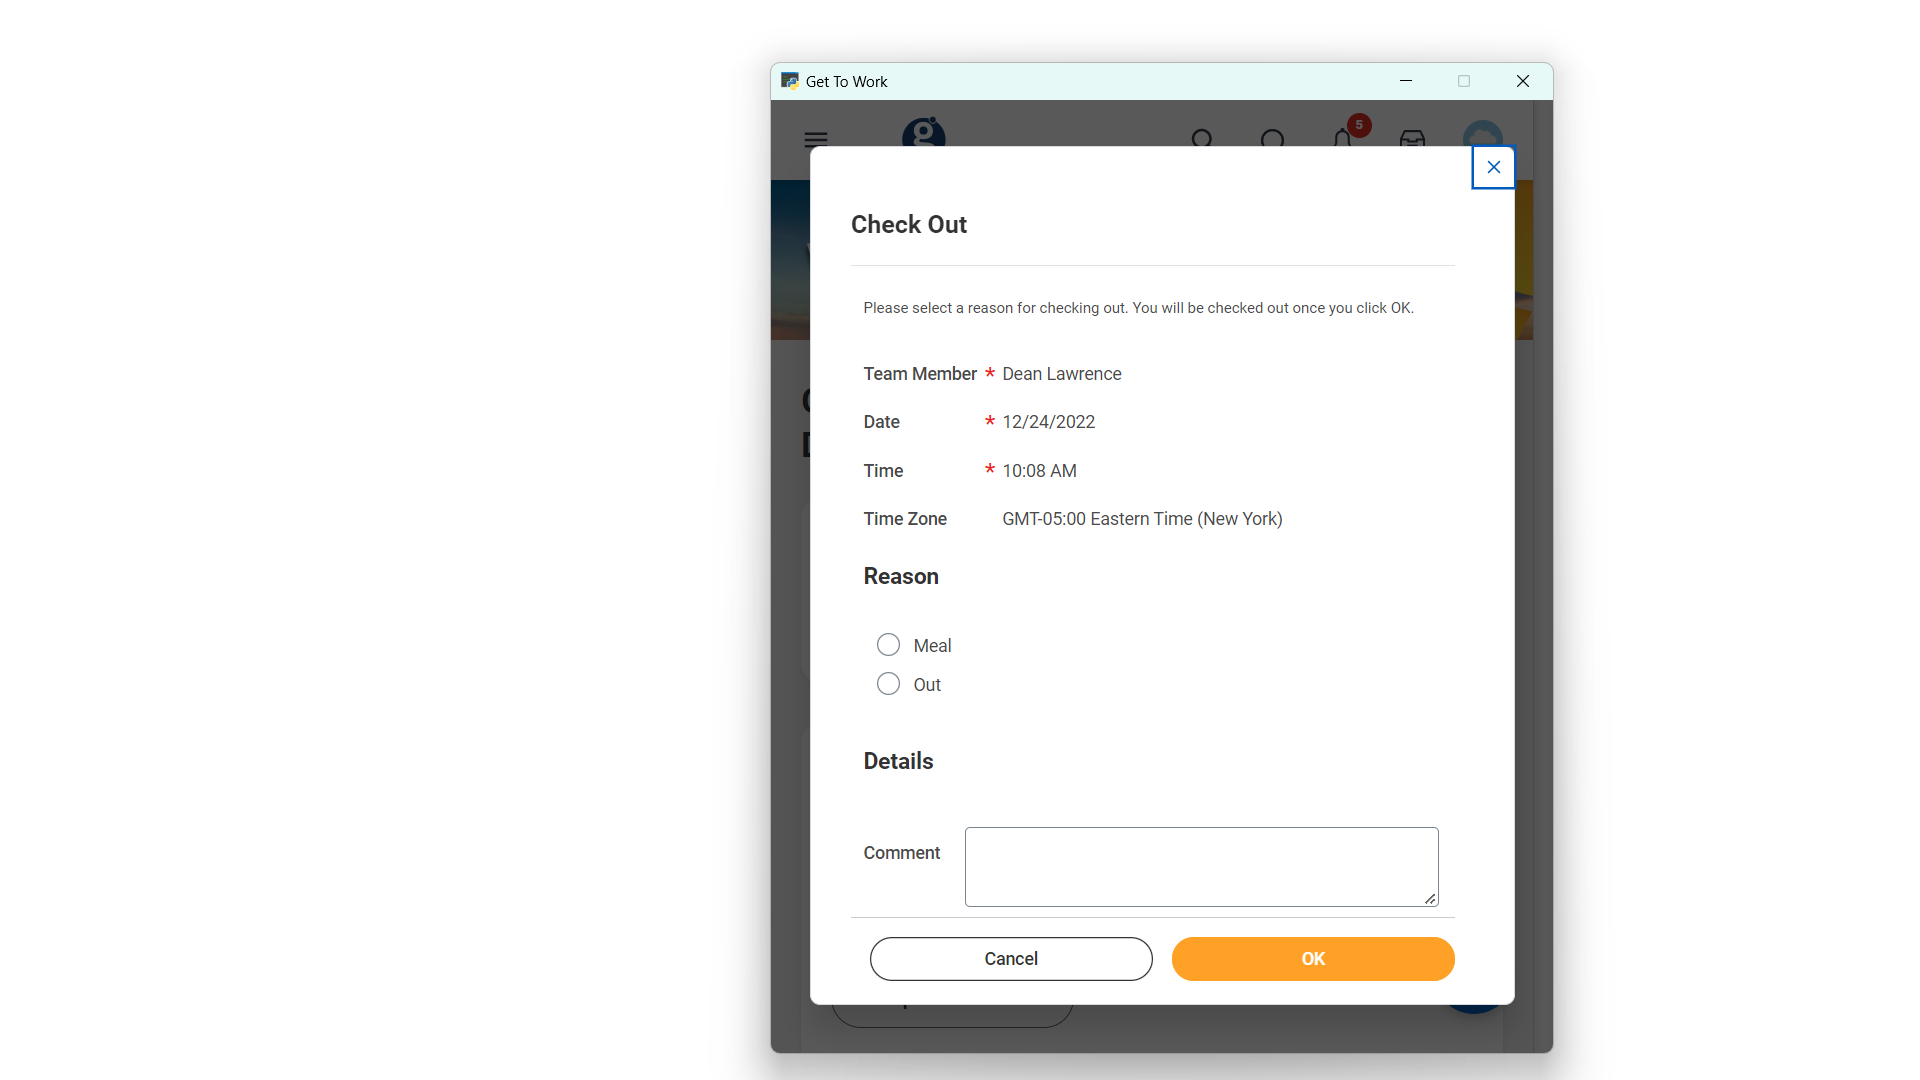 Get To Work
5
Check Out
Please select a reason for checking out. You will be checked out once you click OK.
Team Member * Dean Lawrence
Date * 12/24/2022
Time * 10:08 AM
Time Zone GMT-05:00 Eastern Time (New York)
Reason
Meal
Out
Details
Comment
Cancel
OK